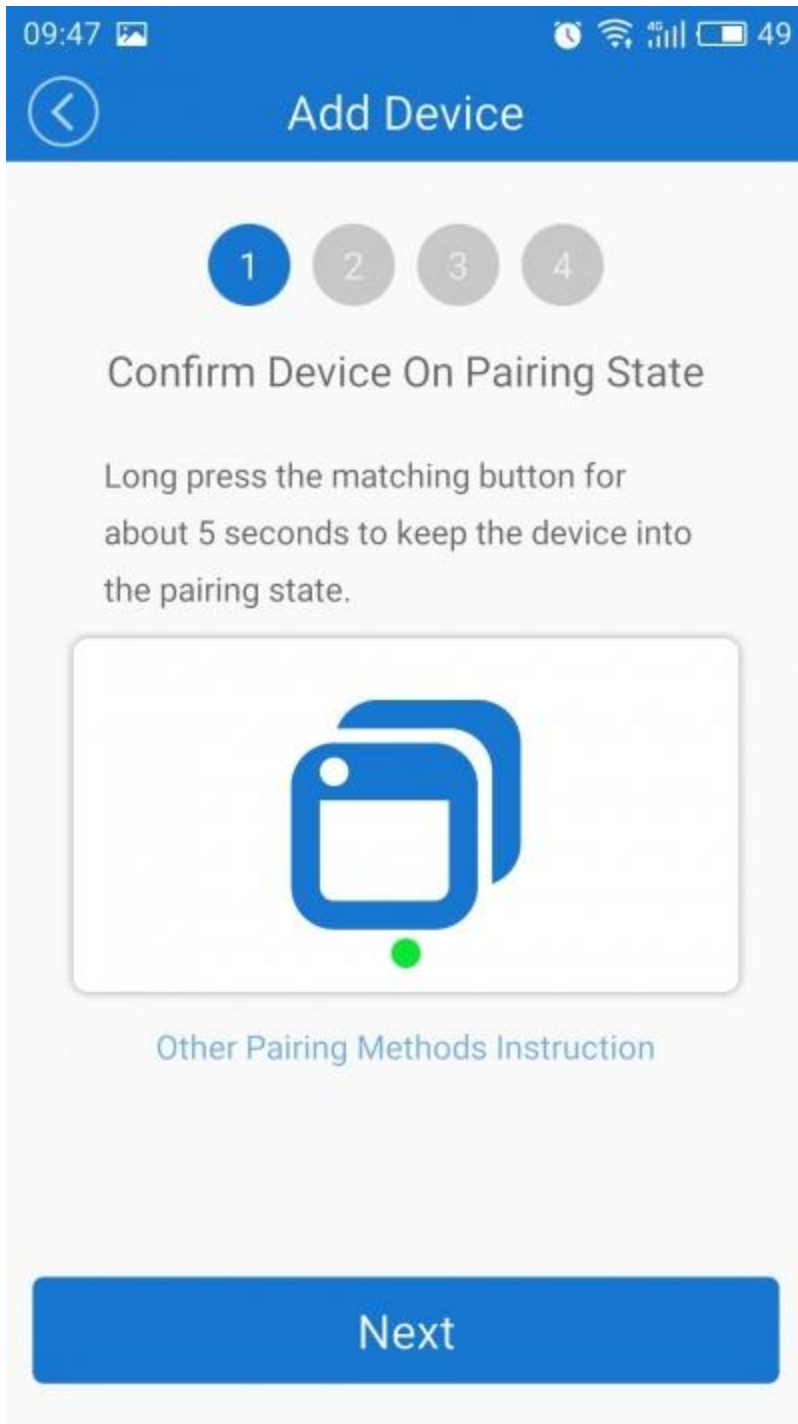 09:47 4G 49
Add Device
1 2 3 4
Confirm Device On Pairing State
Long press the matching button for
about 5 seconds to keep the device into
the pairing state.
Other Pairing Methods Instruction
Next